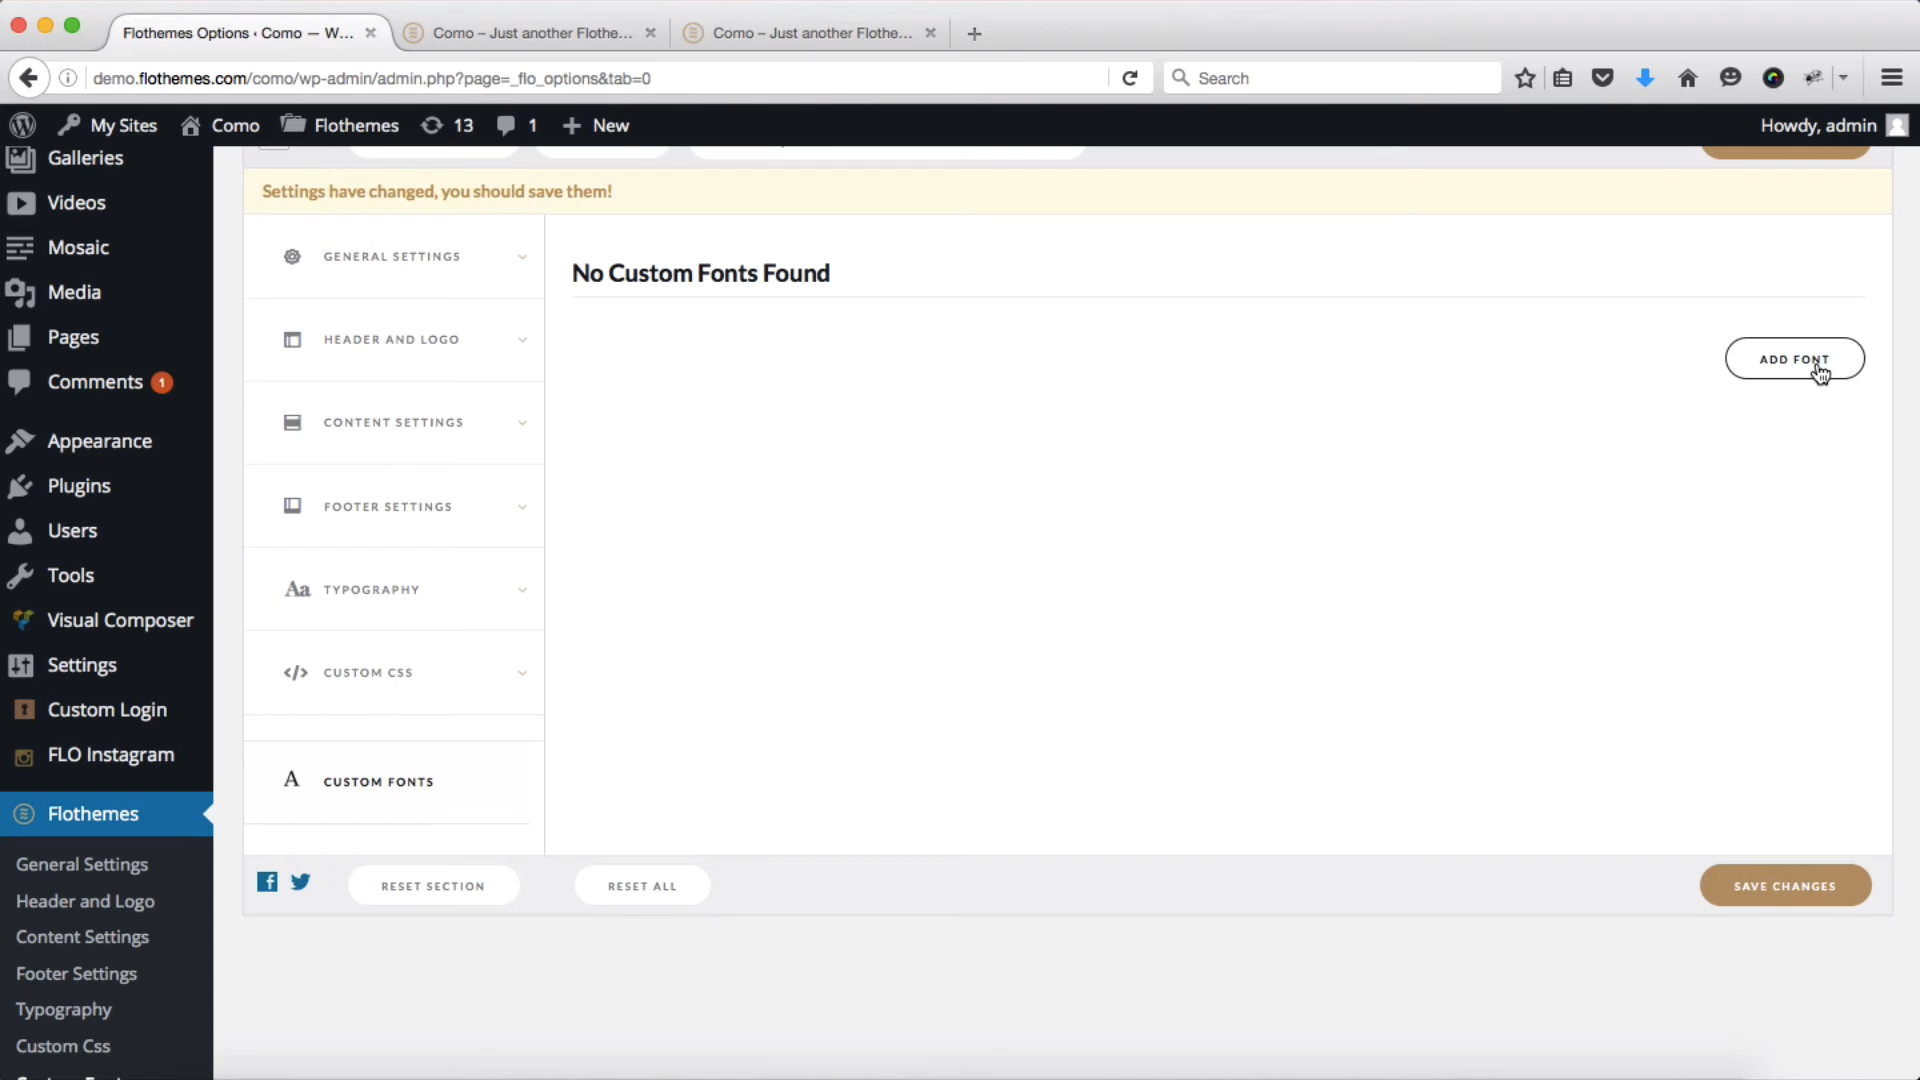 Flothemes Options ‹ Como — W...
Como – Just another Flothe...
Como – Just another Flothe...
demo.flothemes.com/como/wp-admin/admin.php?page=_flo_options&tab=0
Search
My Sites
Como
Flothemes
13
1
New
Howdy, admin
Galleries
Videos
Mosaic
Media
Pages
Comments 1
Appearance
Plugins
Users
Tools
Visual Composer
Settings
Custom Login
FLO Instagram
Flothemes
General Settings
Header and Logo
Content Settings
Footer Settings
Typography
Custom Css
Settings have changed, you should save them!
GENERAL SETTINGS
HEADER AND LOGO
CONTENT SETTINGS
FOOTER SETTINGS
Aa TYPOGRAPHY
</> CUSTOM CSS
A CUSTOM FONTS
No Custom Fonts Found
ADD FONT
RESET SECTION
RESET ALL
SAVE CHANGES